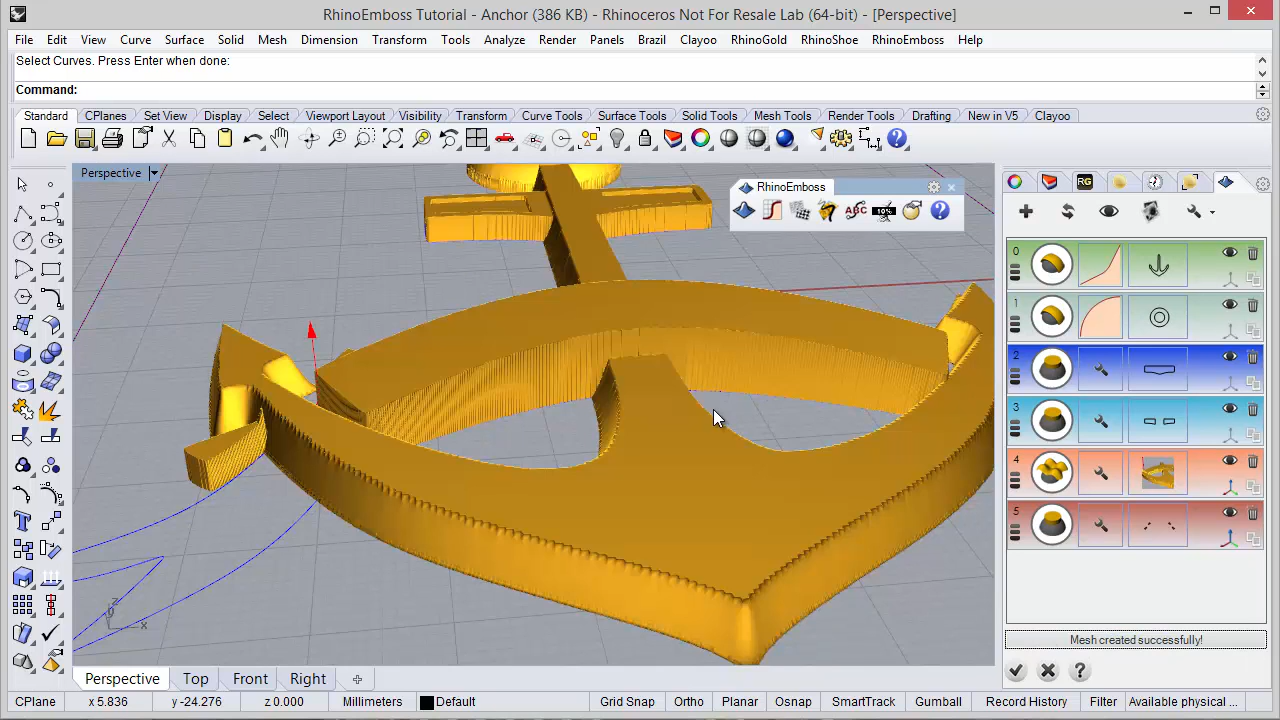 RhinoEmboss Tutorial - Anchor (386 KB) - Rhinoceros Not For Resale Lab (64-bit) - [Perspective]
File Edit View Curve Surface Solid Mesh Dimension Transform Tools Analyze Render Panels Brazil Clayoo RhinoGold RhinoShoe RhinoEmboss Help
Select Curves. Press Enter when done:
Command:
Standard CPlanes Set View Display Select Viewport Layout Visibility Transform Curve Tools Surface Tools Solid Tools Mesh Tools Render Tools Drafting New in V5 Clayoo
Perspective
RhinoEmboss
RG
ABC
10%
0
1
2
3
4
5
z
x
Mesh created successfully!
Perspective Top Front Right
CPlane x 5.836 y -24.276 z 0.000 Millimeters Default Grid Snap Ortho Planar Osnap SmartTrack Gumball Record History Filter Available physical ...